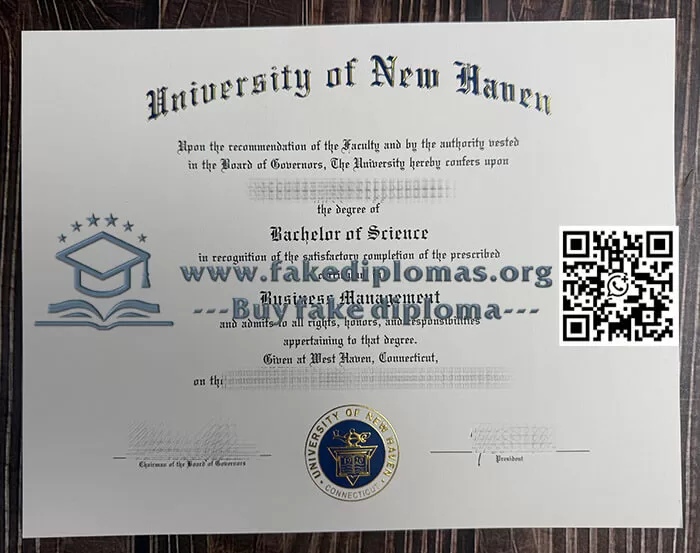 University of New Haven
Upon the recommendation of the Faculty and by the authority vested
in the Board of Governors, The University hereby confers upon
the degree of
Bachelor of Science
in recognition of the satisfactory completion of the prescribed
www.fakediplomas.org
Business Management
---Buy fake diploma---
and admits to all rights, honors, and responsibilities
appertaining to that degree.
Given at West Haven, Connecticut,
on
UNIVERSITY OF NEW HAVEN
1920
CONNECTICUT
Chairman of the Board of Governors
President